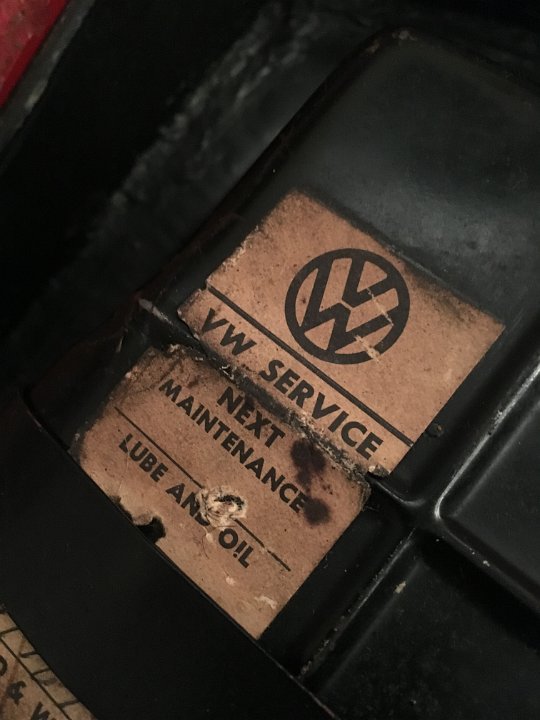 VW
VW SERVICE
NEXT
MAINTENANCE
LUBE AND OIL
& W